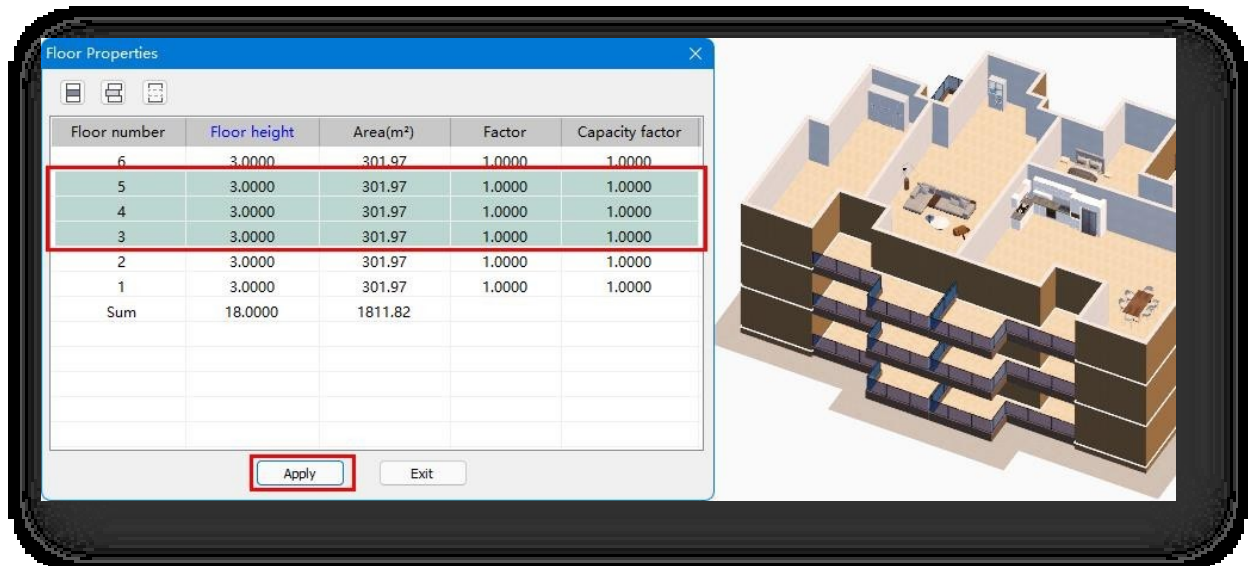 Floor Properties
Floor number Floor height Area(m²) Factor Capacity factor
6 3.0000 301.97 1.0000 1.0000
5 3.0000 301.97 1.0000 1.0000
4 3.0000 301.97 1.0000 1.0000
3 3.0000 301.97 1.0000 1.0000
2 3.0000 301.97 1.0000 1.0000
1 3.0000 301.97 1.0000 1.0000
Sum 18.0000 1811.82
Apply Exit